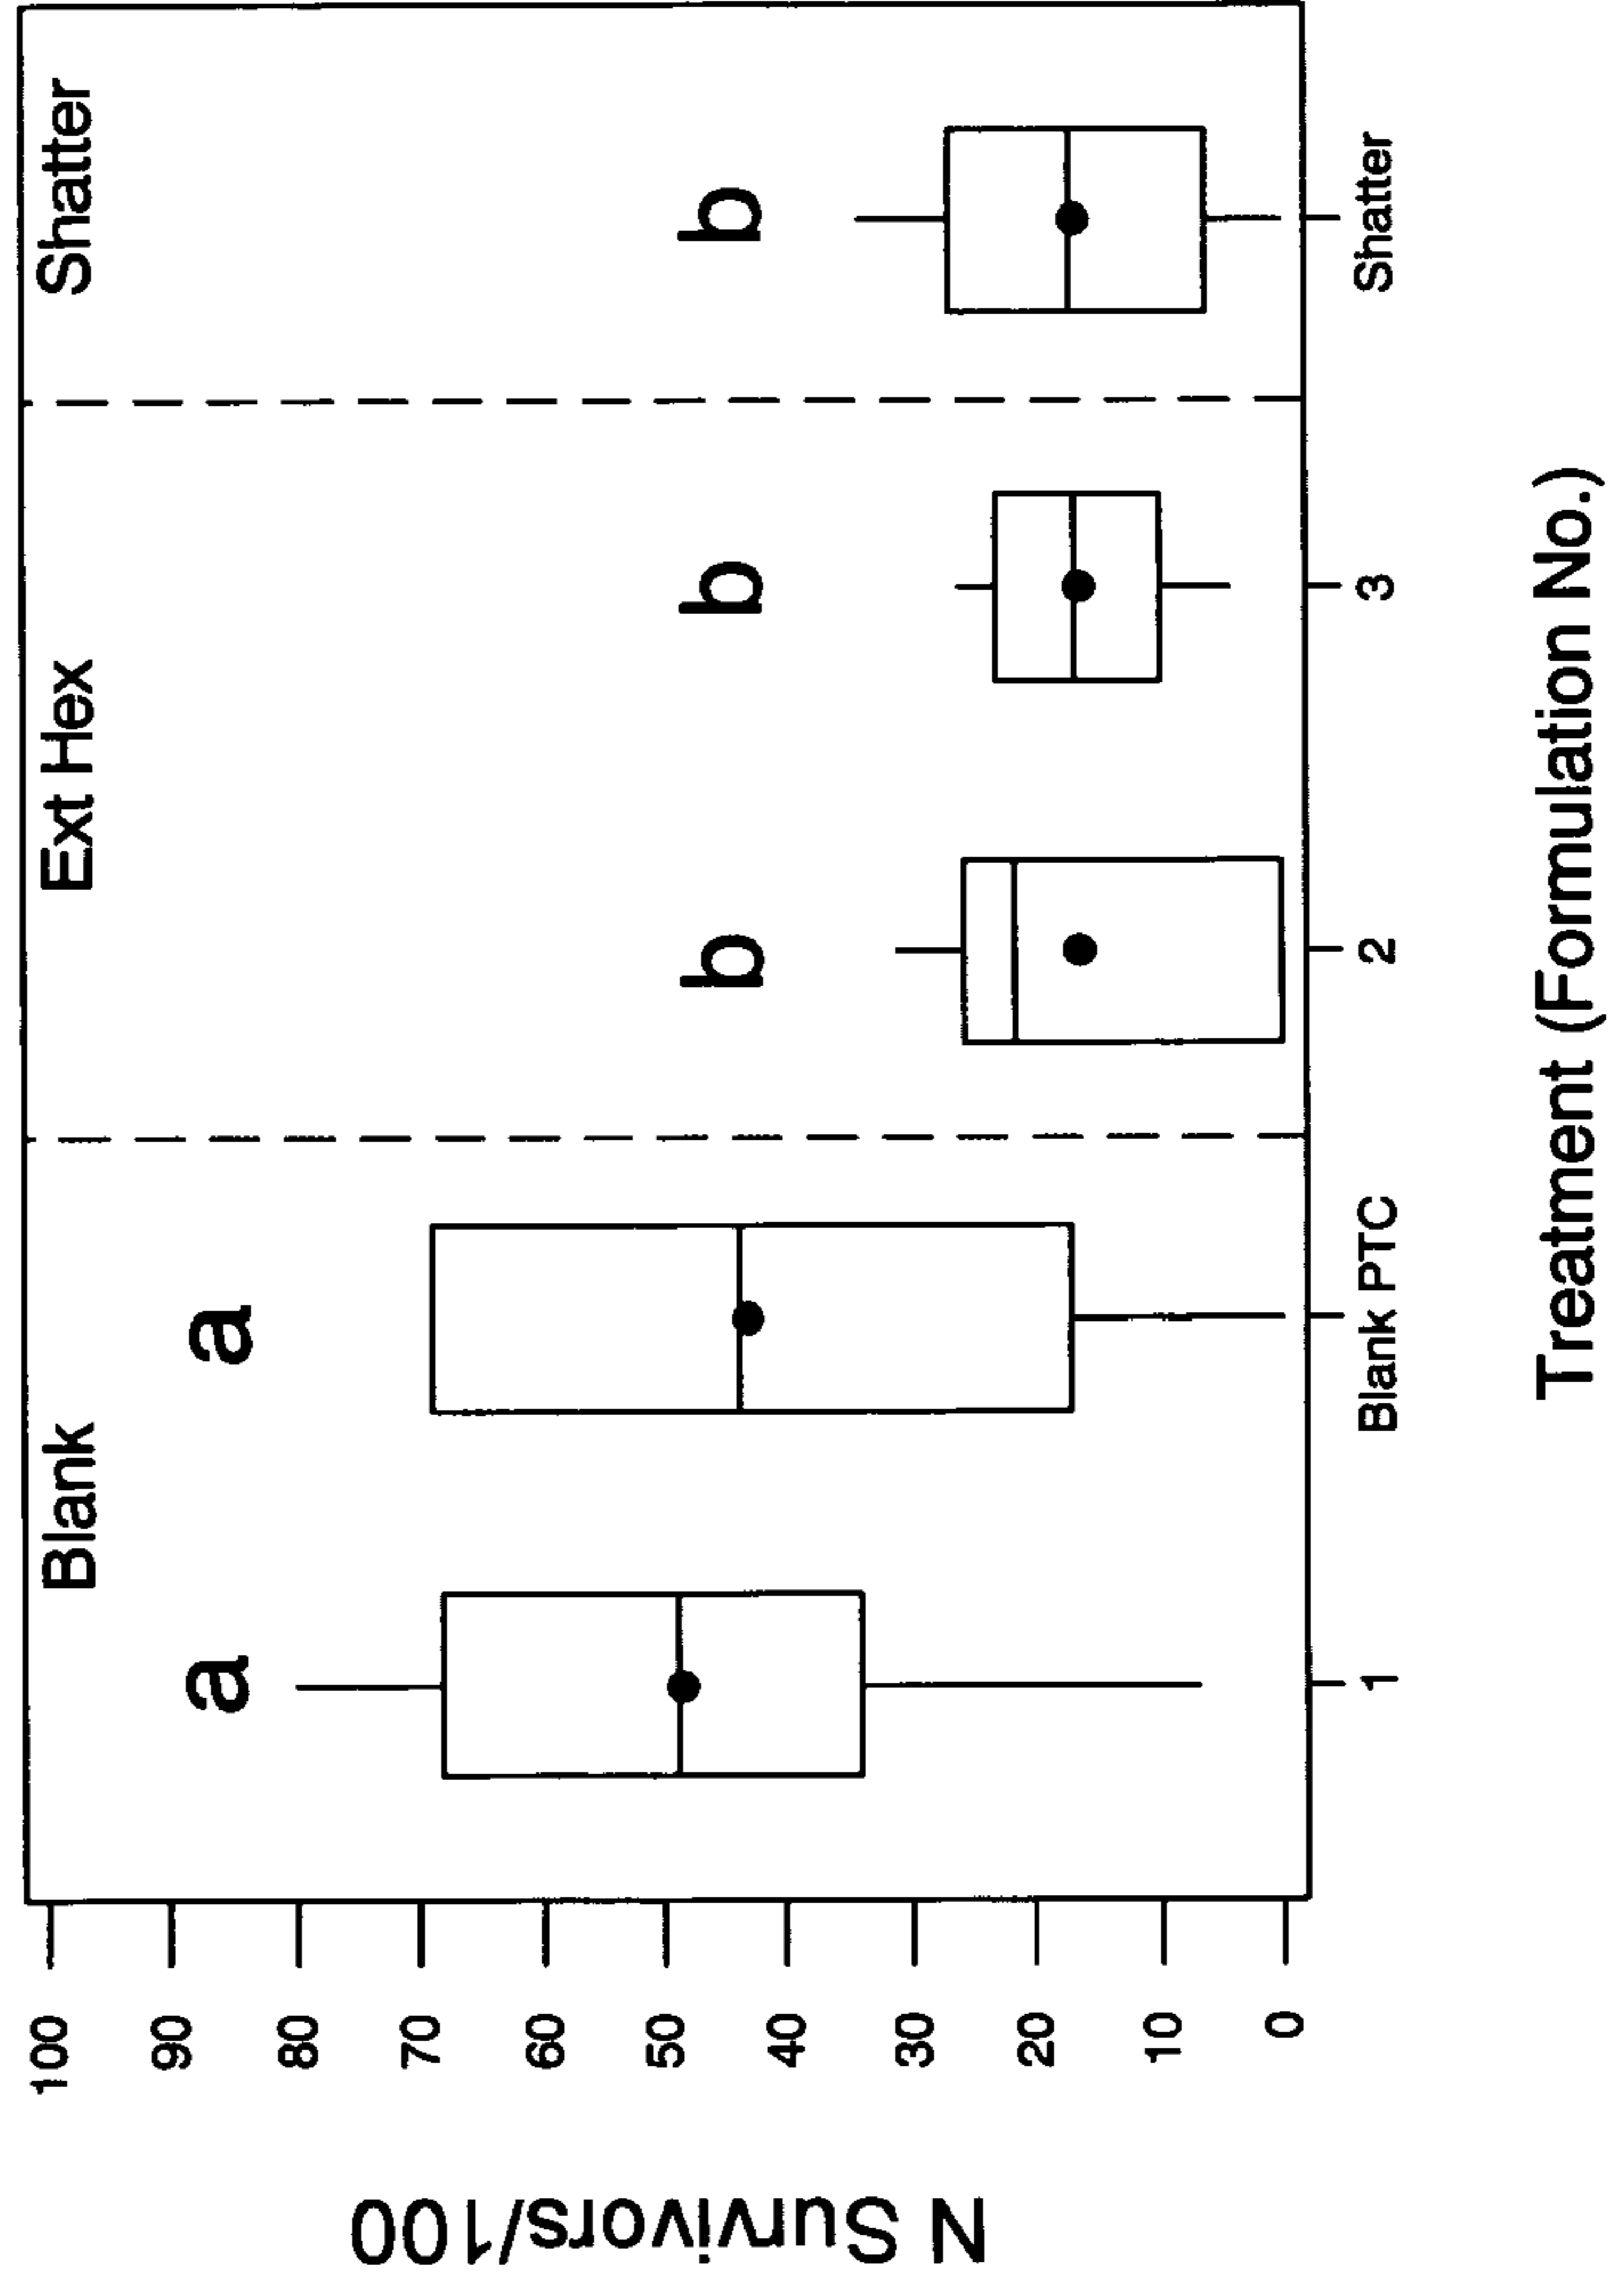 Blank Ext Hex Shatter
a a b b b
N Survivors/100
100
90
80
70
60
50
40
30
20
10
0
1 Blank PTC 2 3 Shatter
Treatment (Formulation No.)